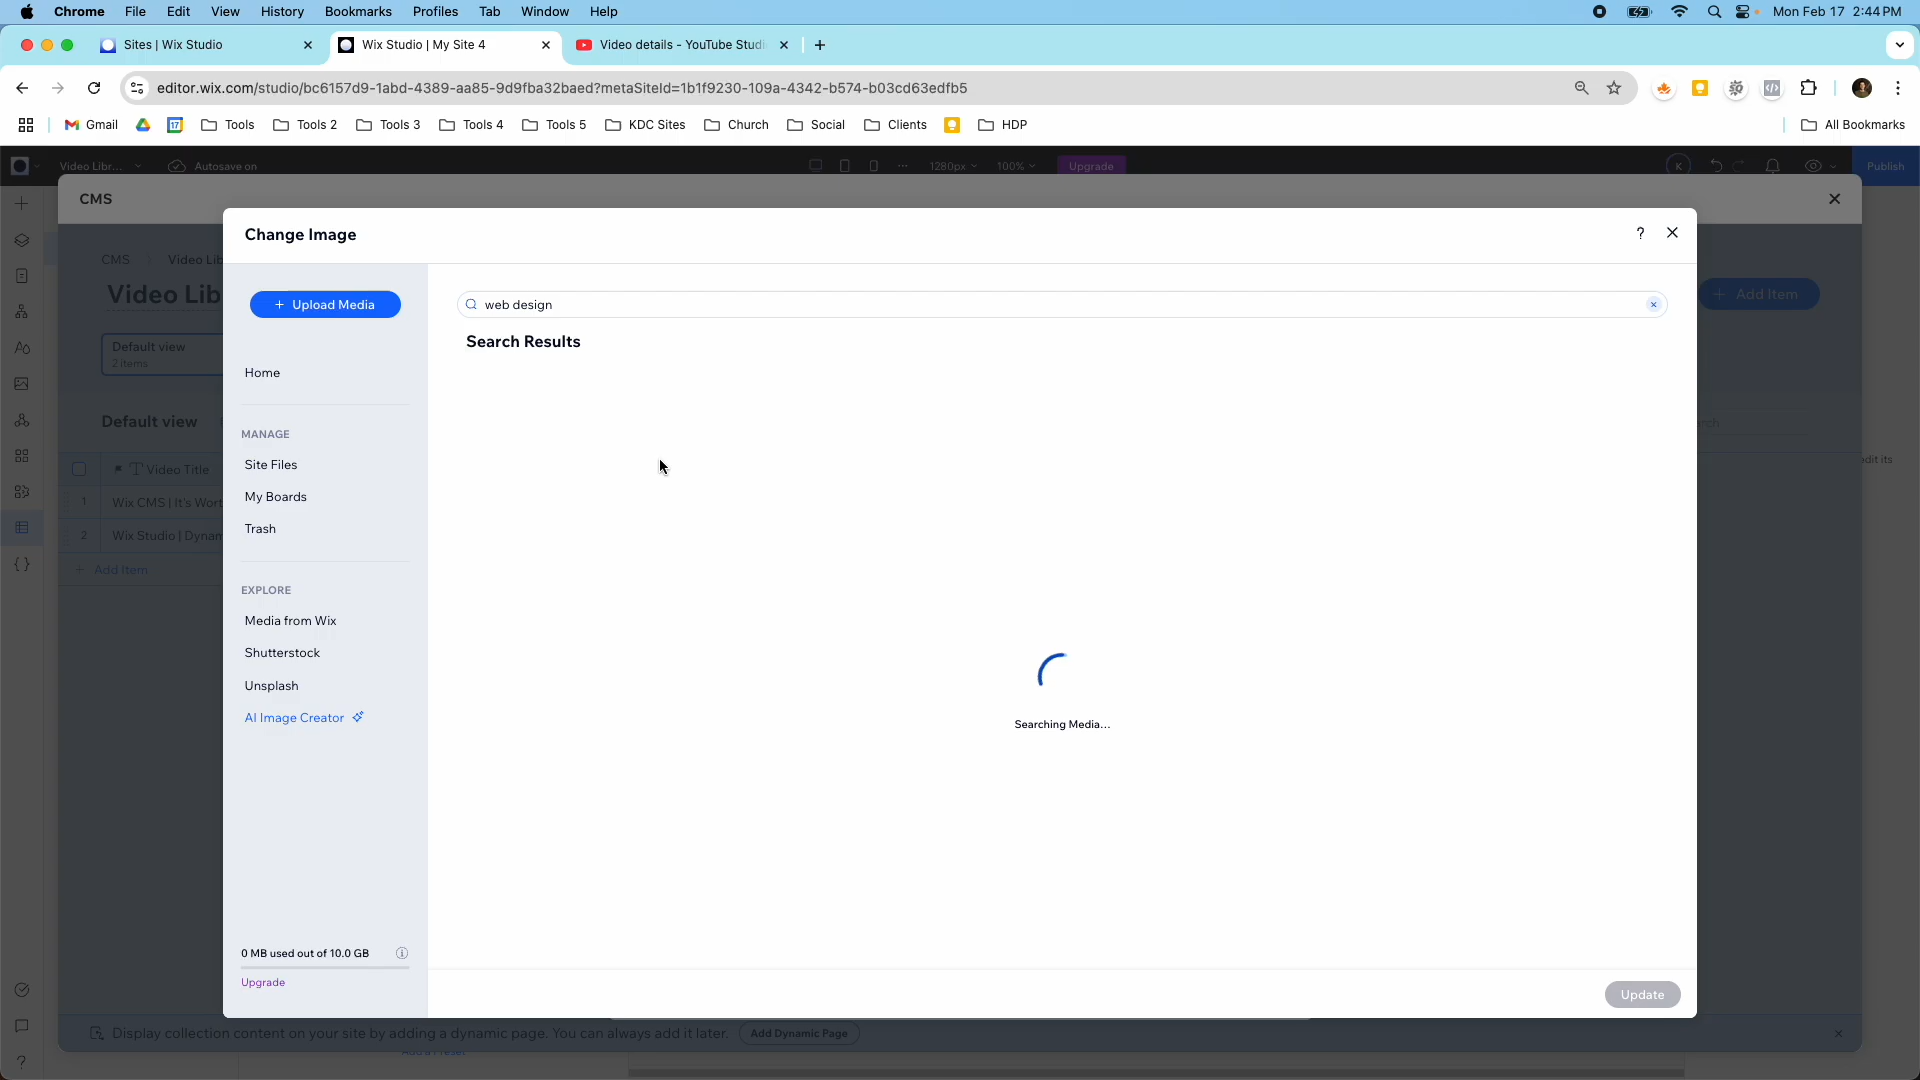 Chrome File Edit View History Bookmarks Profiles Tab Window Help Mon Feb 17 2:44 PM
Sites | Wix Studio Wix Studio | My Site 4 Video details - YouTube Studi
editor.wix.com/studio/bc6157d9-1abd-4389-aa85-9d9fba32baed?metaSiteId=1b1f9230-109a-4342-b574-b03cd63edfb5
Gmail 17 Tools Tools 2 Tools 3 Tools 4 Tools 5 KDC Sites Church Social Clients HDP All Bookmarks
Video Libr... Autosave on 1280px 100% Upgrade K Publish
CMS
Change Image ?
CMS Video Lib
Video Lib
+ Add Item
+ Upload Media
web design
Search Results
Default view
2 items
Home
Default view
MANAGE
Video Title
Site Files
1 Wix CMS | It's Wort
My Boards
2 Wix Studio | Dynam
Trash
+ Add Item
EXPLORE
Media from Wix
Shutterstock
Unsplash
AI Image Creator
Searching Media...
0 MB used out of 10.0 GB
Upgrade
Update
Display collection content on your site by adding a dynamic page. You can always add it later. Add Dynamic Page
Add a Preset